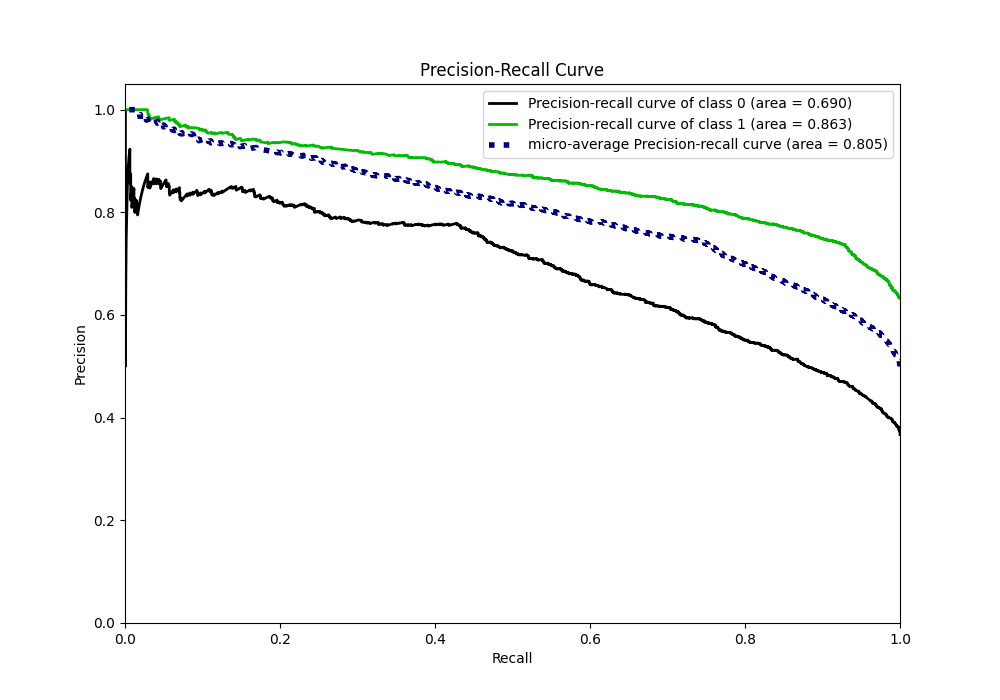 Precision-Recall Curve
Precision-recall curve of class 0 (area = 0.690)
Precision-recall curve of class 1 (area = 0.863)
micro-average Precision-recall curve (area = 0.805)
1.0
0.8
0.6
0.4
0.2
0.0
Precision
0.0 0.2 0.4 0.6 0.8 1.0
Recall